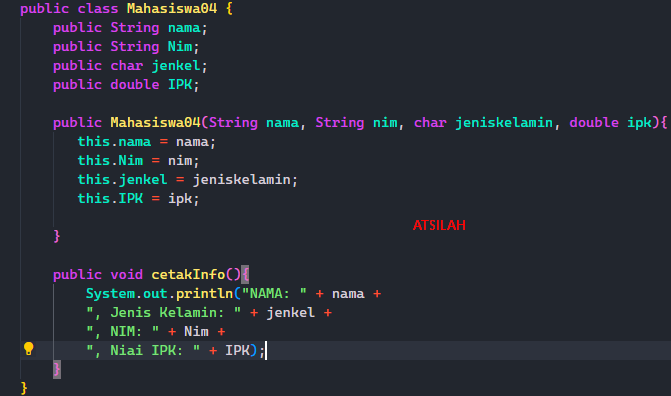 public class Mahasiswa04 {
public String nama;
public String Nim;
public char jenkel;
public double IPK;
public Mahasiswa04(String nama, String nim, char jeniskelamin, double ipk){
this.nama = nama;
this.Nim = nim;
this.jenkel = jeniskelamin;
this.IPK = ipk;
ATSILAH
}
public void cetakInfo(){
System.out.println("NAMA: " + nama +
", Jenis Kelamin: " + jenkel +
", NIM: " + Nim +
", Niai IPK: " + IPK);
}
}